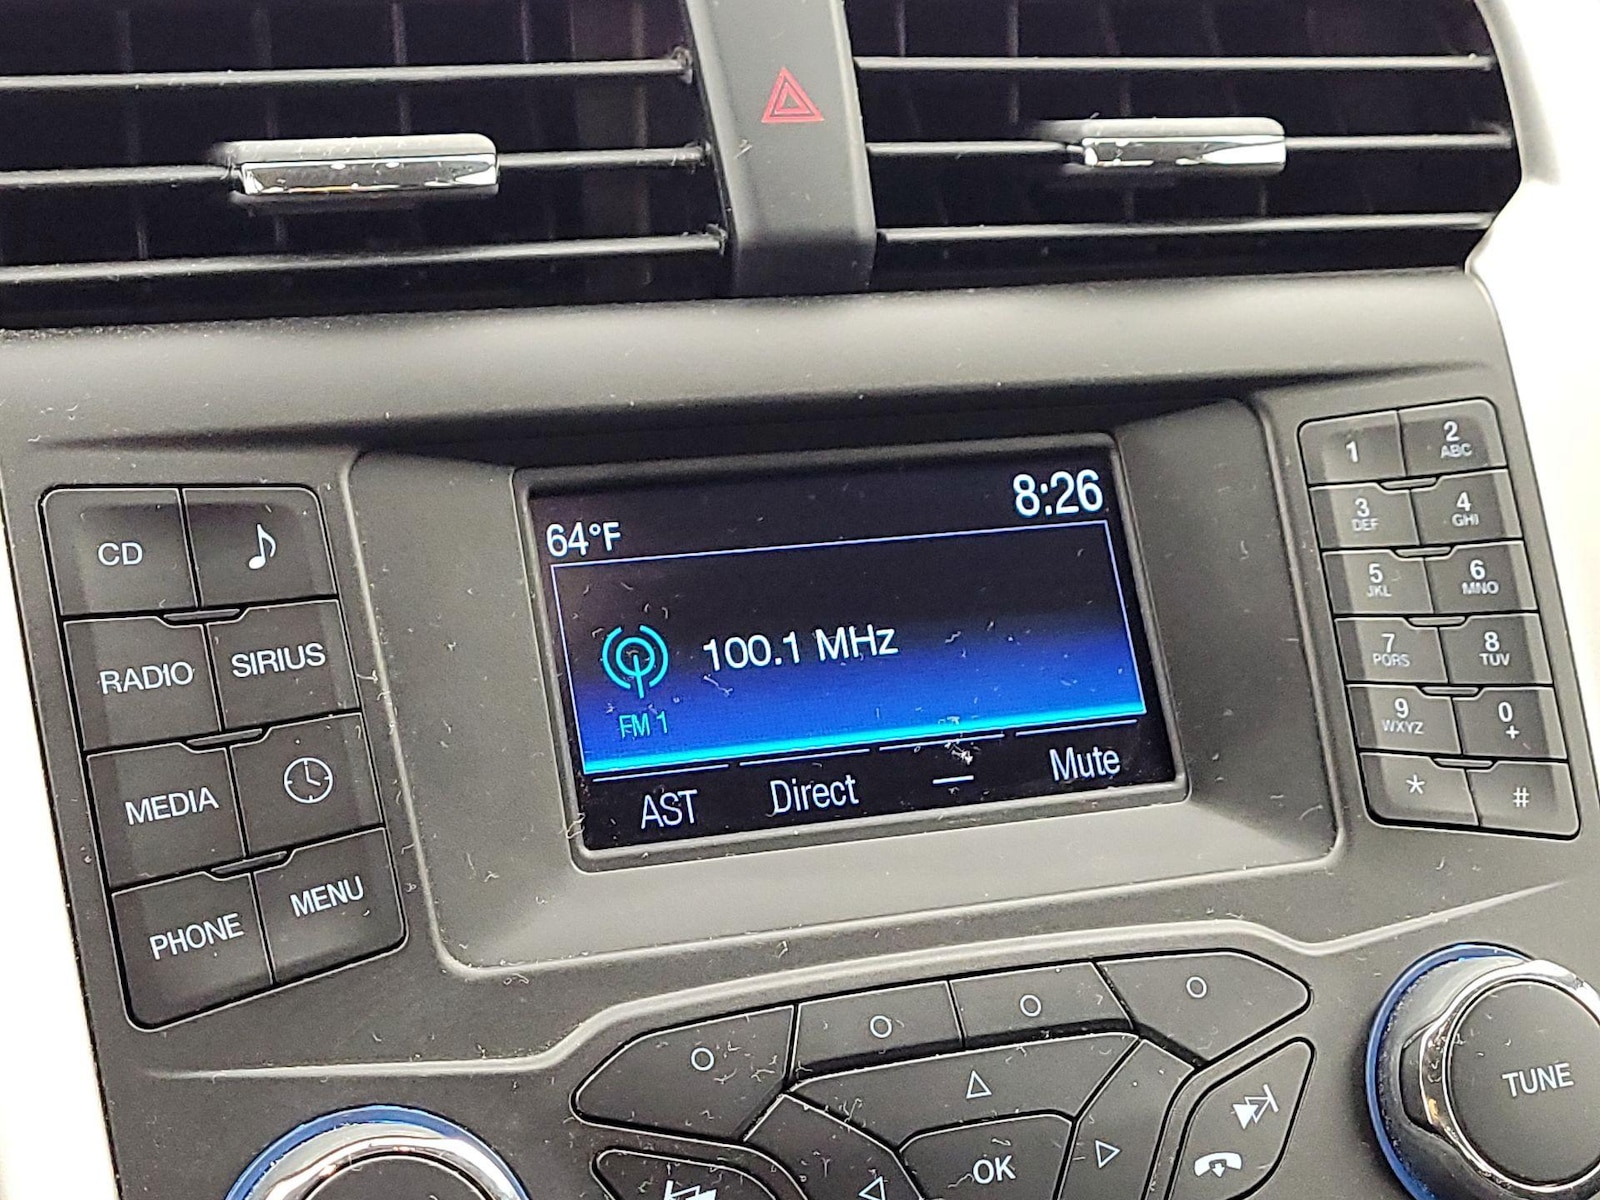 8:26
64°F
100.1 MHz
FM 1
AST Direct — Mute
CD
RADIO SIRIUS
MEDIA
PHONE MENU
1 2 ABC
3 DEF 4 GHI
5 JKL 6 MNO
7 PQRS 8 TUV
9 WXYZ 0 +
* #
OK
TUNE